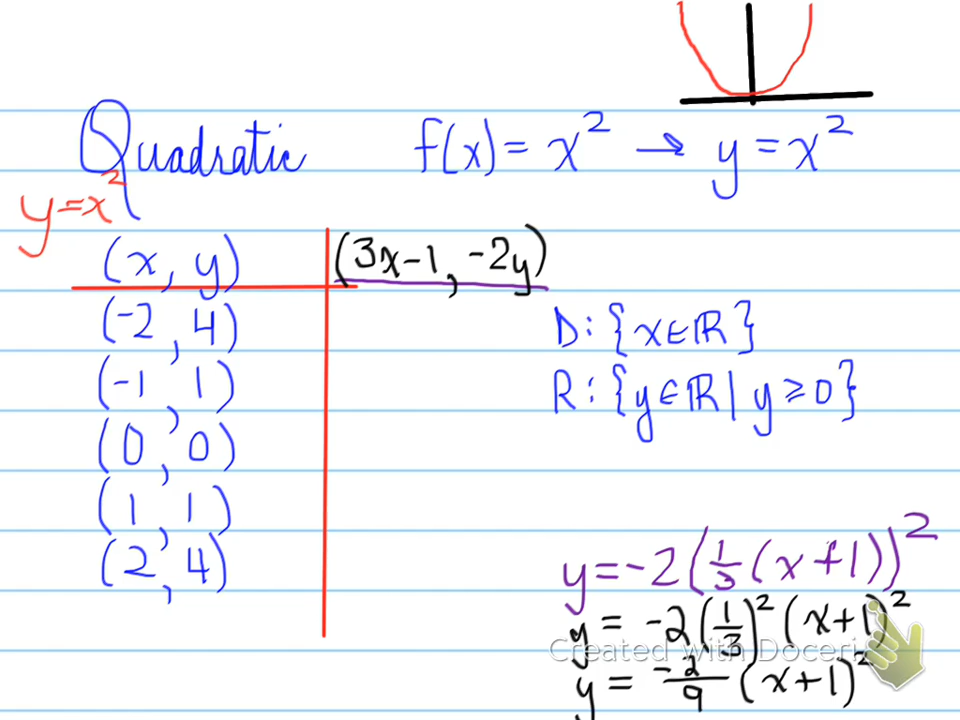 Quadratic f(x) = x² → y = x²
y=x²
(x, y) (3x-1, -2y)
(-2, 4) D: {x∈ℝ}
(-1, 1) R: {y∈ℝ| y ≥ 0}
(0, 0)
(1, 1)
(2, 4) y=-2(1/3(x+1))²
y = -2(1/3)²(x+1)²
Created with Doceri
y = -2/9(x+1)²